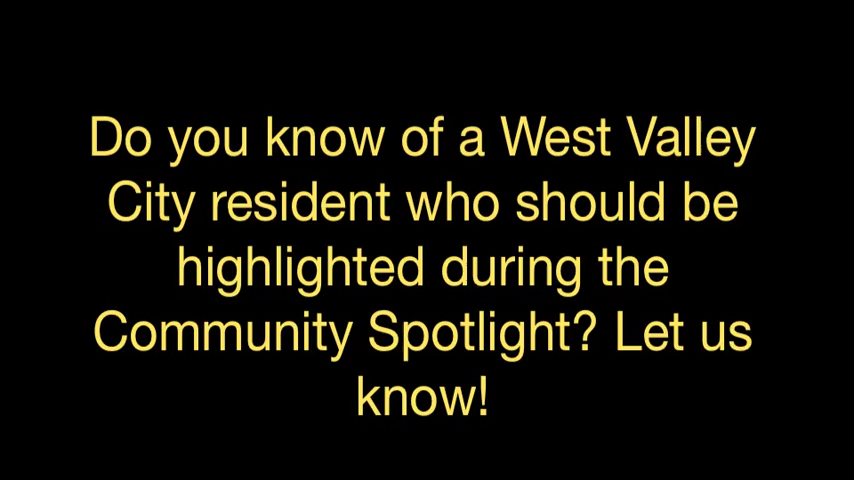 Do you know of a West Valley
City resident who should be
highlighted during the
Community Spotlight? Let us
know!